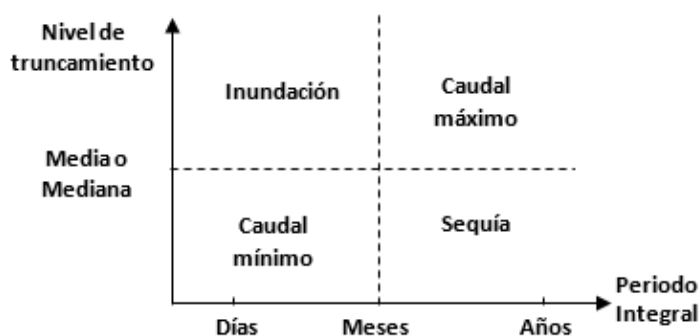 Nivel de
truncamiento
Inundación
Caudal
máximo
Media o
Mediana
Caudal
mínimo
Sequía
Periodo
Integral
Días
Meses
Años